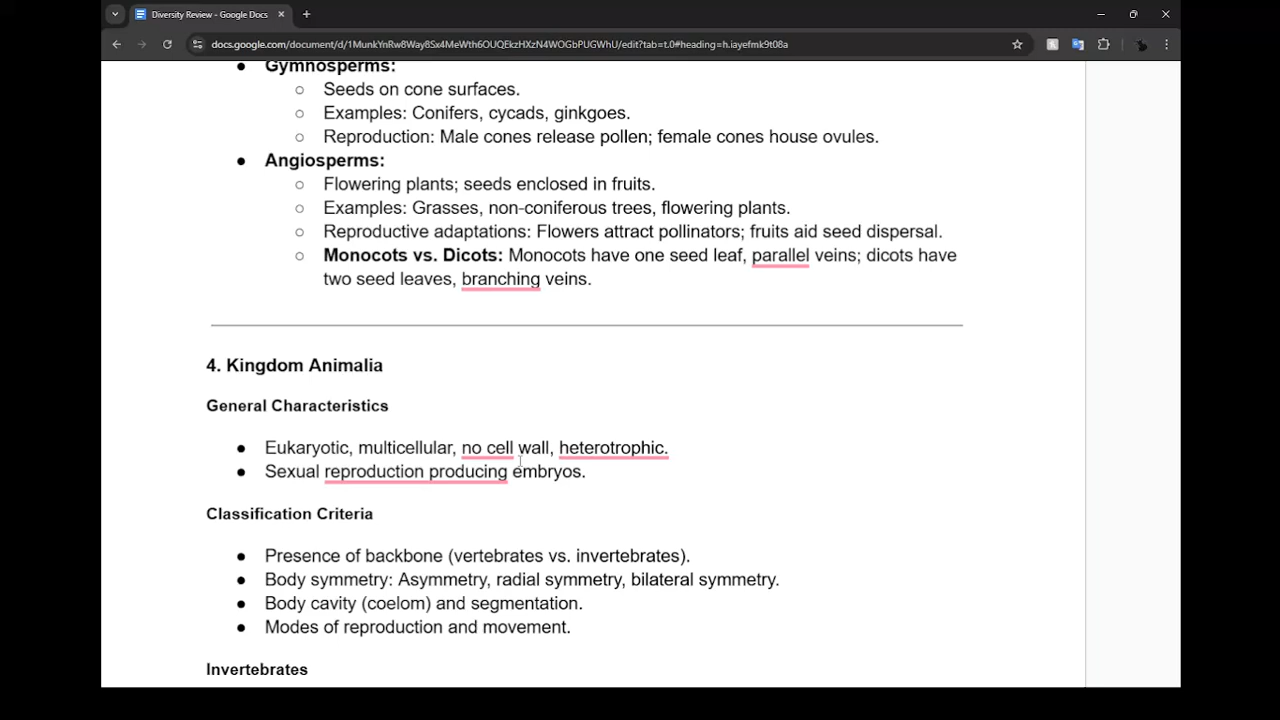 Diversity Review - Google Docs
docs.google.com/document/d/1MunkYnRw8Way8Sx4MeWth6OUQEkzHXzN4WOGbPUGWhU/edit?tab=t.0#heading=h.iayefmk9t08a
● Gymnosperms:
○ Seeds on cone surfaces.
○ Examples: Conifers, cycads, ginkgoes.
○ Reproduction: Male cones release pollen; female cones house ovules.
● Angiosperms:
○ Flowering plants; seeds enclosed in fruits.
○ Examples: Grasses, non-coniferous trees, flowering plants.
○ Reproductive adaptations: Flowers attract pollinators; fruits aid seed dispersal.
○ Monocots vs. Dicots: Monocots have one seed leaf, parallel veins; dicots have
two seed leaves, branching veins.
4. Kingdom Animalia
General Characteristics
● Eukaryotic, multicellular, no cell wall, heterotrophic.
● Sexual reproduction producing embryos.
Classification Criteria
● Presence of backbone (vertebrates vs. invertebrates).
● Body symmetry: Asymmetry, radial symmetry, bilateral symmetry.
● Body cavity (coelom) and segmentation.
● Modes of reproduction and movement.
Invertebrates